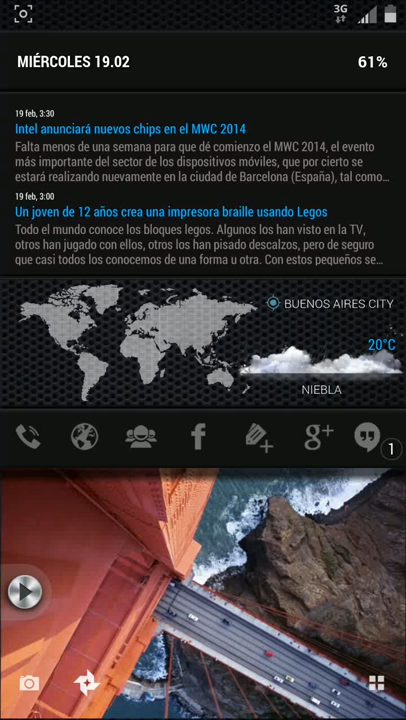 3G
MIÉRCOLES 19.02
61%
19 feb, 3:30
Intel anunciará nuevos chips en el MWC 2014
Falta menos de una semana para que dé comienzo el MWC 2014, el evento
más importante del sector de los dispositivos móviles, que por cierto se
estará realizando nuevamente en la ciudad de Barcelona (España), tal como...
19 feb, 3:00
Un joven de 12 años crea una impresora braille usando Legos
Todo el mundo conoce los bloques legos. Algunos los han visto en la TV,
otros han jugado con ellos, otros los han pisado descalzos, pero de seguro
que casi todos los conocemos de una forma u otra. Con estos pequeños se...
BUENOS AIRES CITY
20°C
NIEBLA
f
g+
1